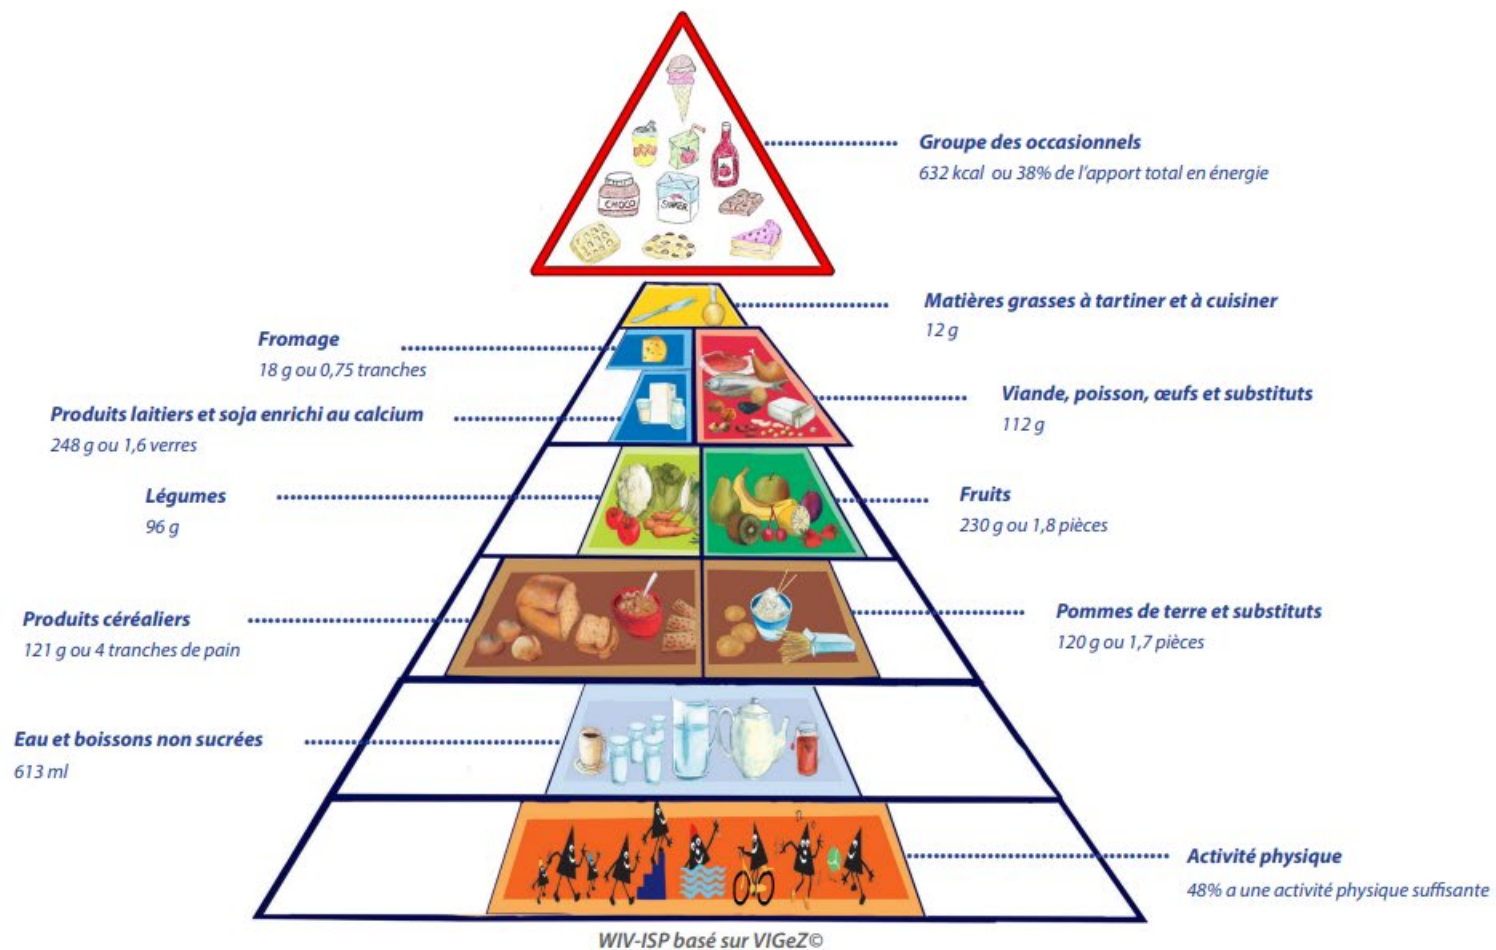 CHOCO
Groupe des occasionnels
632 kcal ou 38% de l'apport total en énergie
Matières grasses à tartiner et à cuisiner
12 g
Fromage
18 g ou 0,75 tranches
Viande, poisson, œufs et substituts
112 g
Produits laitiers et soja enrichi au calcium
248 g ou 1,6 verres
Légumes
96 g
Fruits
230 g ou 1,8 pièces
Produits céréaliers
121 g ou 4 tranches de pain
Pommes de terre et substituts
120 g ou 1,7 pièces
Eau et boissons non sucrées
613 ml
Activité physique
48% a une activité physique suffisante
WIV-ISP basé sur VIGeZ©